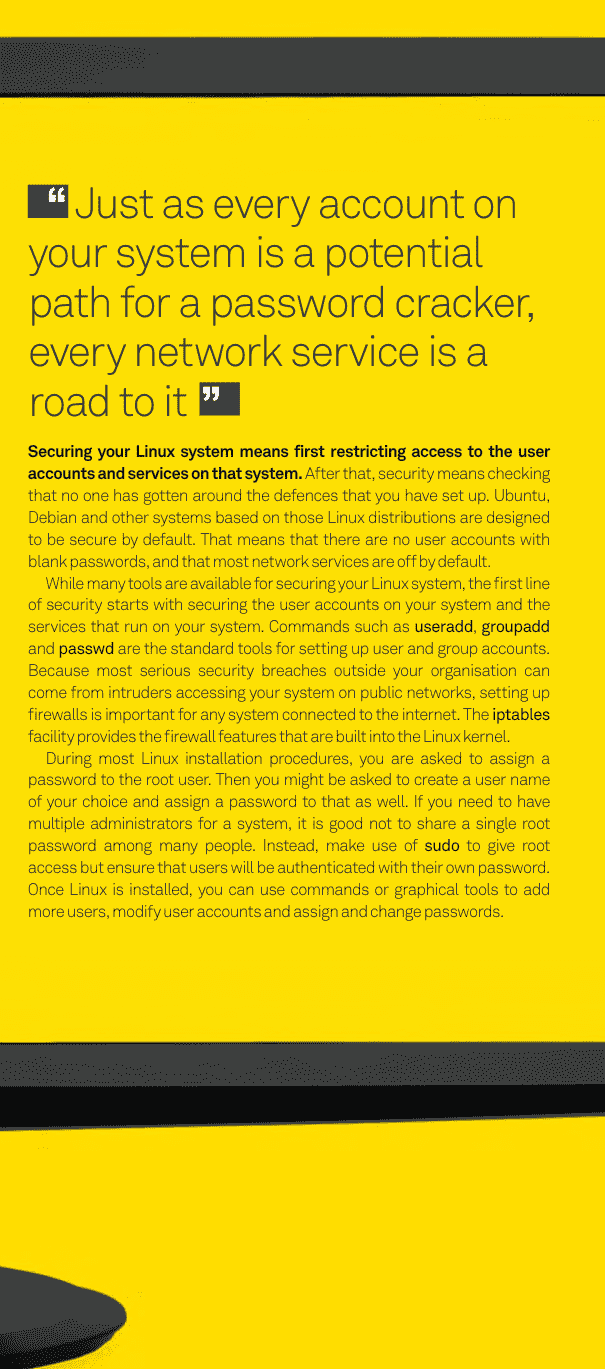 “ Just as every account on
your system is a potential
path for a password cracker,
every network service is a
road to it ”
Securing your Linux system means first restricting access to the user
accounts and services on that system. After that, security means checking
that no one has gotten around the defences that you have set up. Ubuntu,
Debian and other systems based on those Linux distributions are designed
to be secure by default. That means that there are no user accounts with
blank passwords, and that most network services are off by default.
While many tools are available for securing your Linux system, the first line
of security starts with securing the user accounts on your system and the
services that run on your system. Commands such as useradd, groupadd
and passwd are the standard tools for setting up user and group accounts.
Because most serious security breaches outside your organisation can
come from intruders accessing your system on public networks, setting up
firewalls is important for any system connected to the internet. The iptables
facility provides the firewall features that are built into the Linux kernel.
During most Linux installation procedures, you are asked to assign a
password to the root user. Then you might be asked to create a user name
of your choice and assign a password to that as well. If you need to have
multiple administrators for a system, it is good not to share a single root
password among many people. Instead, make use of sudo to give root
access but ensure that users will be authenticated with their own password.
Once Linux is installed, you can use commands or graphical tools to add
more users, modify user accounts and assign and change passwords.